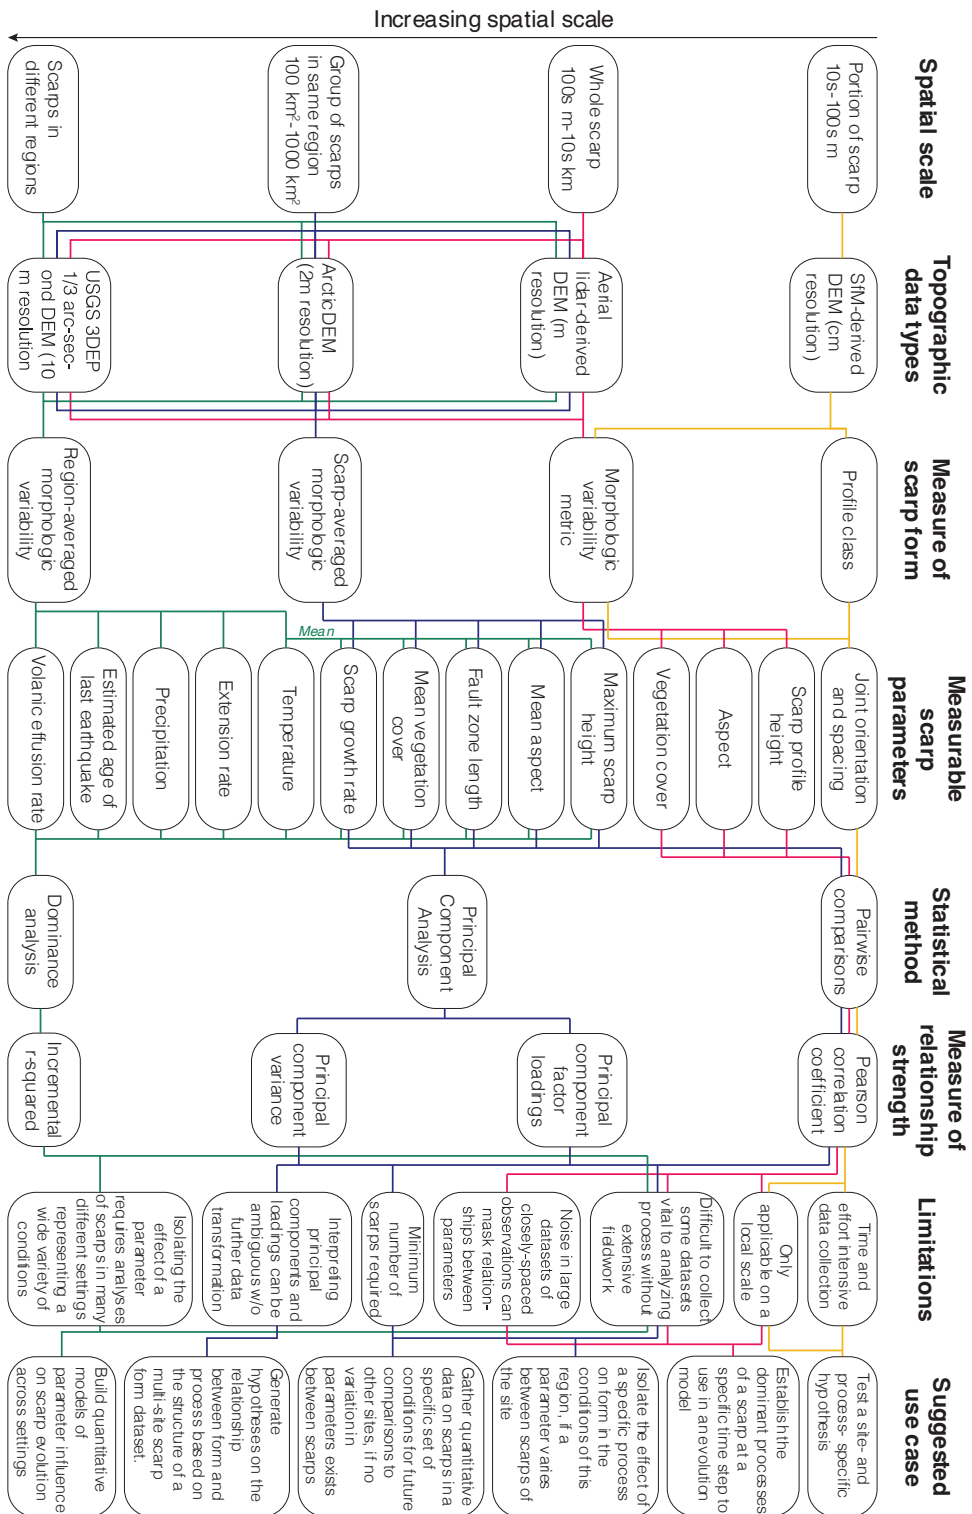 Increasing spatial scale
Spatial scale
Portion of scarp
10s-100s m
Whole scarp
100s m-10s km
Group of scarps
in same region
100 km²-1000 km²
Scarps in
different regions
Topographic
data types
SfM-derived
DEM (cm
resolution)
Aerial
lidar-derived
DEM (m
resolution)
ArcticDEM
(2m resolution)
USGS 3DEP
1/3 arc-sec-
ond DEM (10
m resolution
Measure of
scarp form
Profile class
Morphologic
variability
metric
Scarp-averaged
morphologic
variability
Region-averaged
morphologic
variability
Mean
Measurable
scarp
parameters
Joint orientation
and spacing
Scarp profile
height
Aspect
Vegetation cover
Maximum scarp
height
Mean aspect
Fault zone length
Mean vegetation
cover
Scarp growth rate
Temperature
Extension rate
Precipitation
Estimated age of
last earthquake
Volanic effusion rate
Statistical
method
Pairwise
comparisons
Principal
Component
Analysis
Dominance
analysis
Measure of
relationship
strength
Pearson
correlation
coefficient
Principal
component
factor
loadings
Principal
component
variance
Incremental
r-squared
Limitations
Time and
effort intensive
data collection
Only
applicable on a
local scale
Difficult to collect
some datasets
vital to analyzing
process without
extensive
fieldwork
Noise in large
datasets of
closely-spaced
observations can
mask relation-
ships between
parameters
Minimum
number of
scarps required
Interpreting
principal
components and
loadings can be
ambiguous w/o
further data
transformation
Isolating the
effect of a
parameter
requires analyses
of scarps in many
different settings
representing a
wide variety of
conditions
Suggested
use case
Test a site- and
process- specific
hypothesis
Establish the
dominant processes
of a scarp at a
specific time step to
use in an evolution
model
Isolate the effect of
a specific process
on form in the
conditions of this
region, if a
parameter varies
between scarps of
the site
Gather quantitative
data on scarps in a
specific set of
conditions for future
comparisons to
other sites, if no
variation in
parameters exists
between scarps
Generate
hypotheses on the
relationship
between form and
process based on
the structure of a
multi-site scarp
form dataset.
Build quantitative
models of
parameter influence
on scarp evolution
across settings